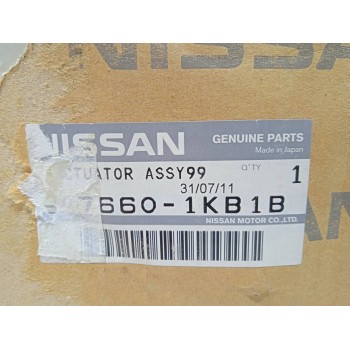 NISSAN
NISSAN
GENUINE PARTS
Made in Japan
CTUATOR ASSY99
Q'TY
1
31/07/11
7660-1KB1B
NISSAN MOTOR CO.,LTD.